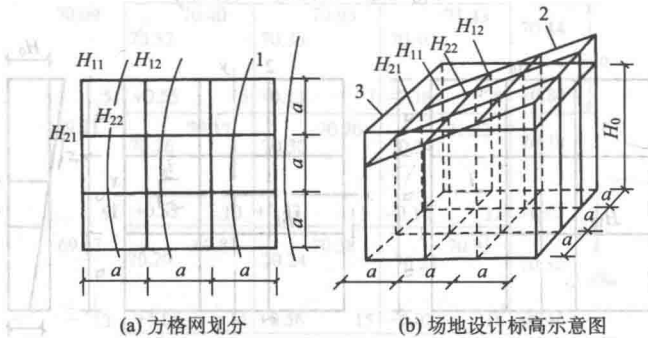 H₁₁ H₁₂ 1
H₂₁ H₂₂
a
a
a
a a a
(a) 方格网划分
2
H₁₂
H₁₁ H₂₂
H₂₁
3
H₀
a
a
a
a a a
(b) 场地设计标高示意图